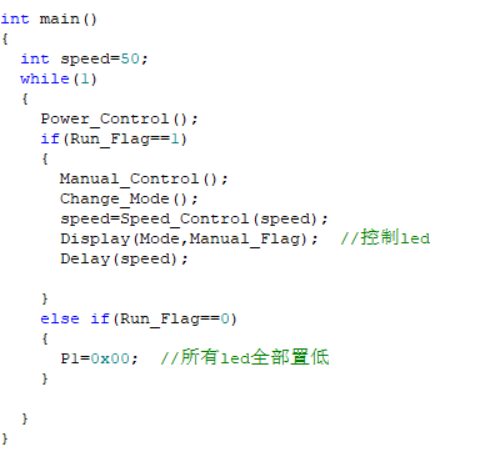 int main()
{
int speed=50;
while(1)
{
Power_Control();
if(Run_Flag==1)
{
Manual_Control();
Change_Mode();
speed=Speed_Control(speed);
Display(Mode,Manual_Flag);  //控制led
Delay(speed);
}
else if(Run_Flag==0)
{
P1=0x00;  //所有led全部置低
}
}
}